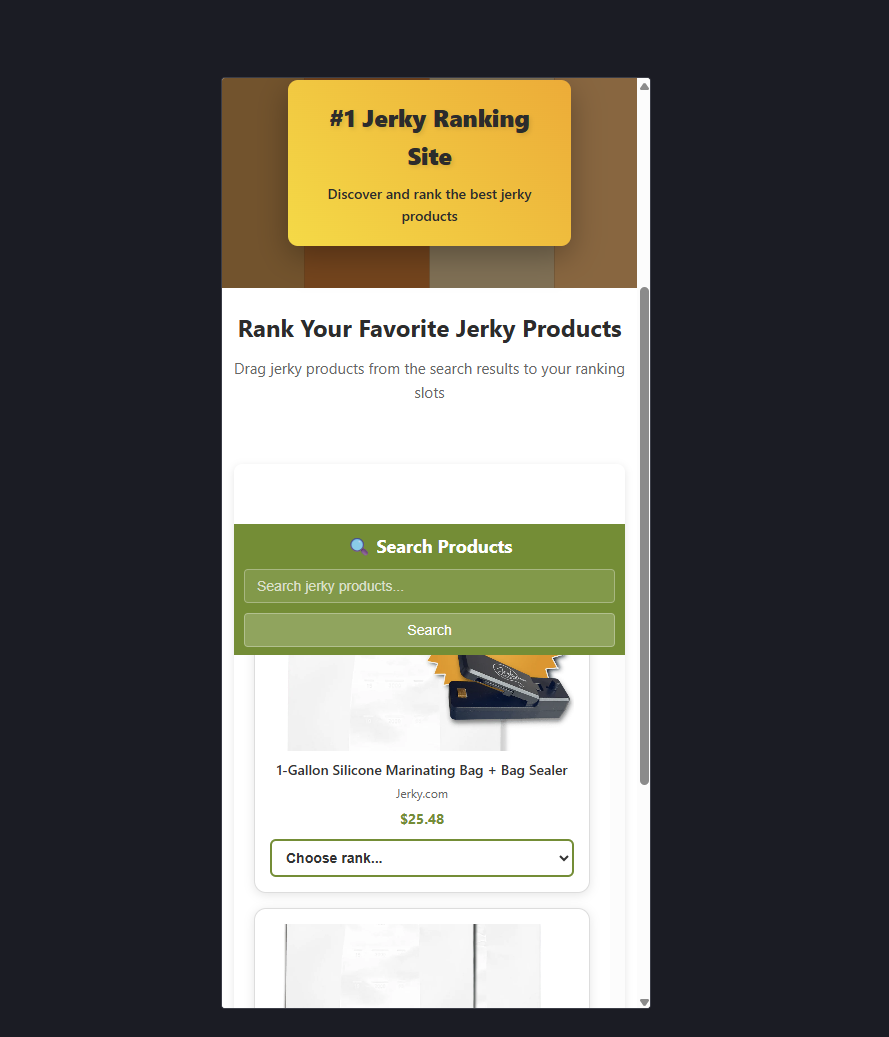 #1 Jerky Ranking
Site
Discover and rank the best jerky
products
Rank Your Favorite Jerky Products
Drag jerky products from the search results to your ranking
slots
🔍 Search Products
Search jerky products...
Search
1-Gallon Silicone Marinating Bag + Bag Sealer
Jerky.com
$25.48
Choose rank...